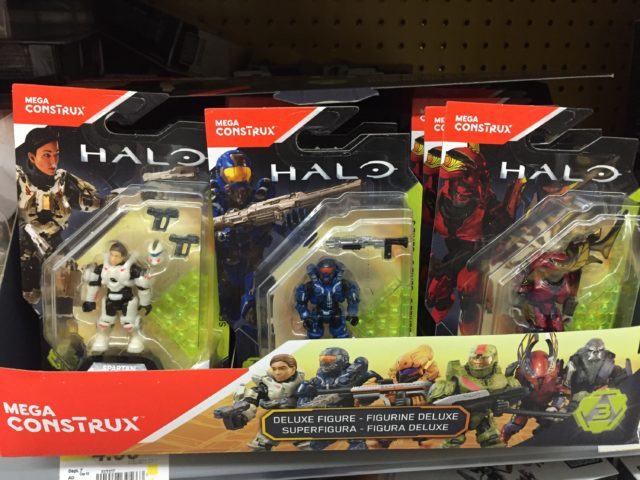 MEGA
CONSTRUX
HALO
MEGA
CONSTRUX
HALO
MEGA
CONSTRUX
HALO
SPARTAN
MEGA
CONSTRUX
DELUXE FIGURE - FIGURINE DELUXE
SUPERFIGURA - FIGURA DELUXE
3